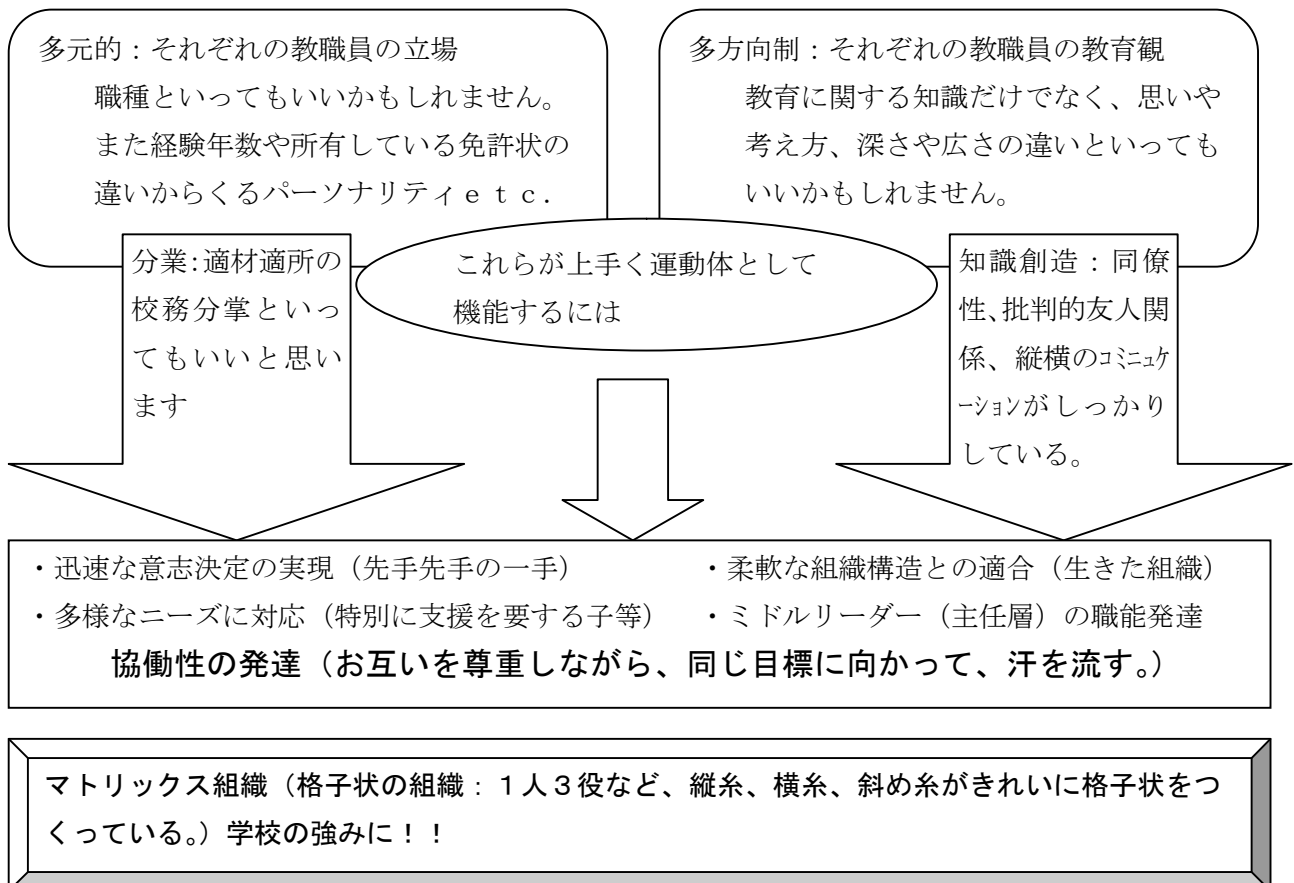 多元的：それぞれの教職員の立場
職種といってもいいかもしれません。
また経験年数や所有している免許状の
違いからくるパーソナリティｅｔｃ．
多方向制：それぞれの教職員の教育観
教育に関する知識だけでなく、思いや
考え方、深さや広さの違いといっても
いいかもしれません。
分業：適材適所の
校務分掌といっ
てもいいと思い
ます
これらが上手く運動体として
機能するには
知識創造：同僚
性、批判的友人関
係、縦横のｺﾐﾆｭｹ
ｰｼｮﾝがしっかり
している。
・迅速な意志決定の実現（先手先手の一手）
・柔軟な組織構造との適合（生きた組織）
・多様なニーズに対応（特別に支援を要する子等）
・ミドルリーダー（主任層）の職能発達
協働性の発達（お互いを尊重しながら、同じ目標に向かって、汗を流す。）
マトリックス組織（格子状の組織：１人３役など、縦糸、横糸、斜め糸がきれいに格子状をつ
くっている。）学校の強みに！！